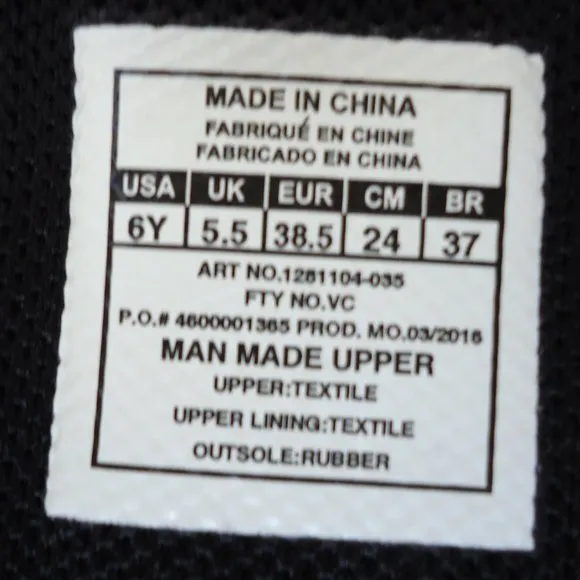 MADE IN CHINA
FABRIQUÉ EN CHINE
FABRICADO EN CHINA
USA UK EUR CM BR
6Y 5.5 38.5 24 37
ART NO.1261104-035
FTY NO.VC
P.O.# 4600001365 PROD. MO.03/2016
MAN MADE UPPER
UPPER:TEXTILE
UPPER LINING:TEXTILE
OUTSOLE:RUBBER